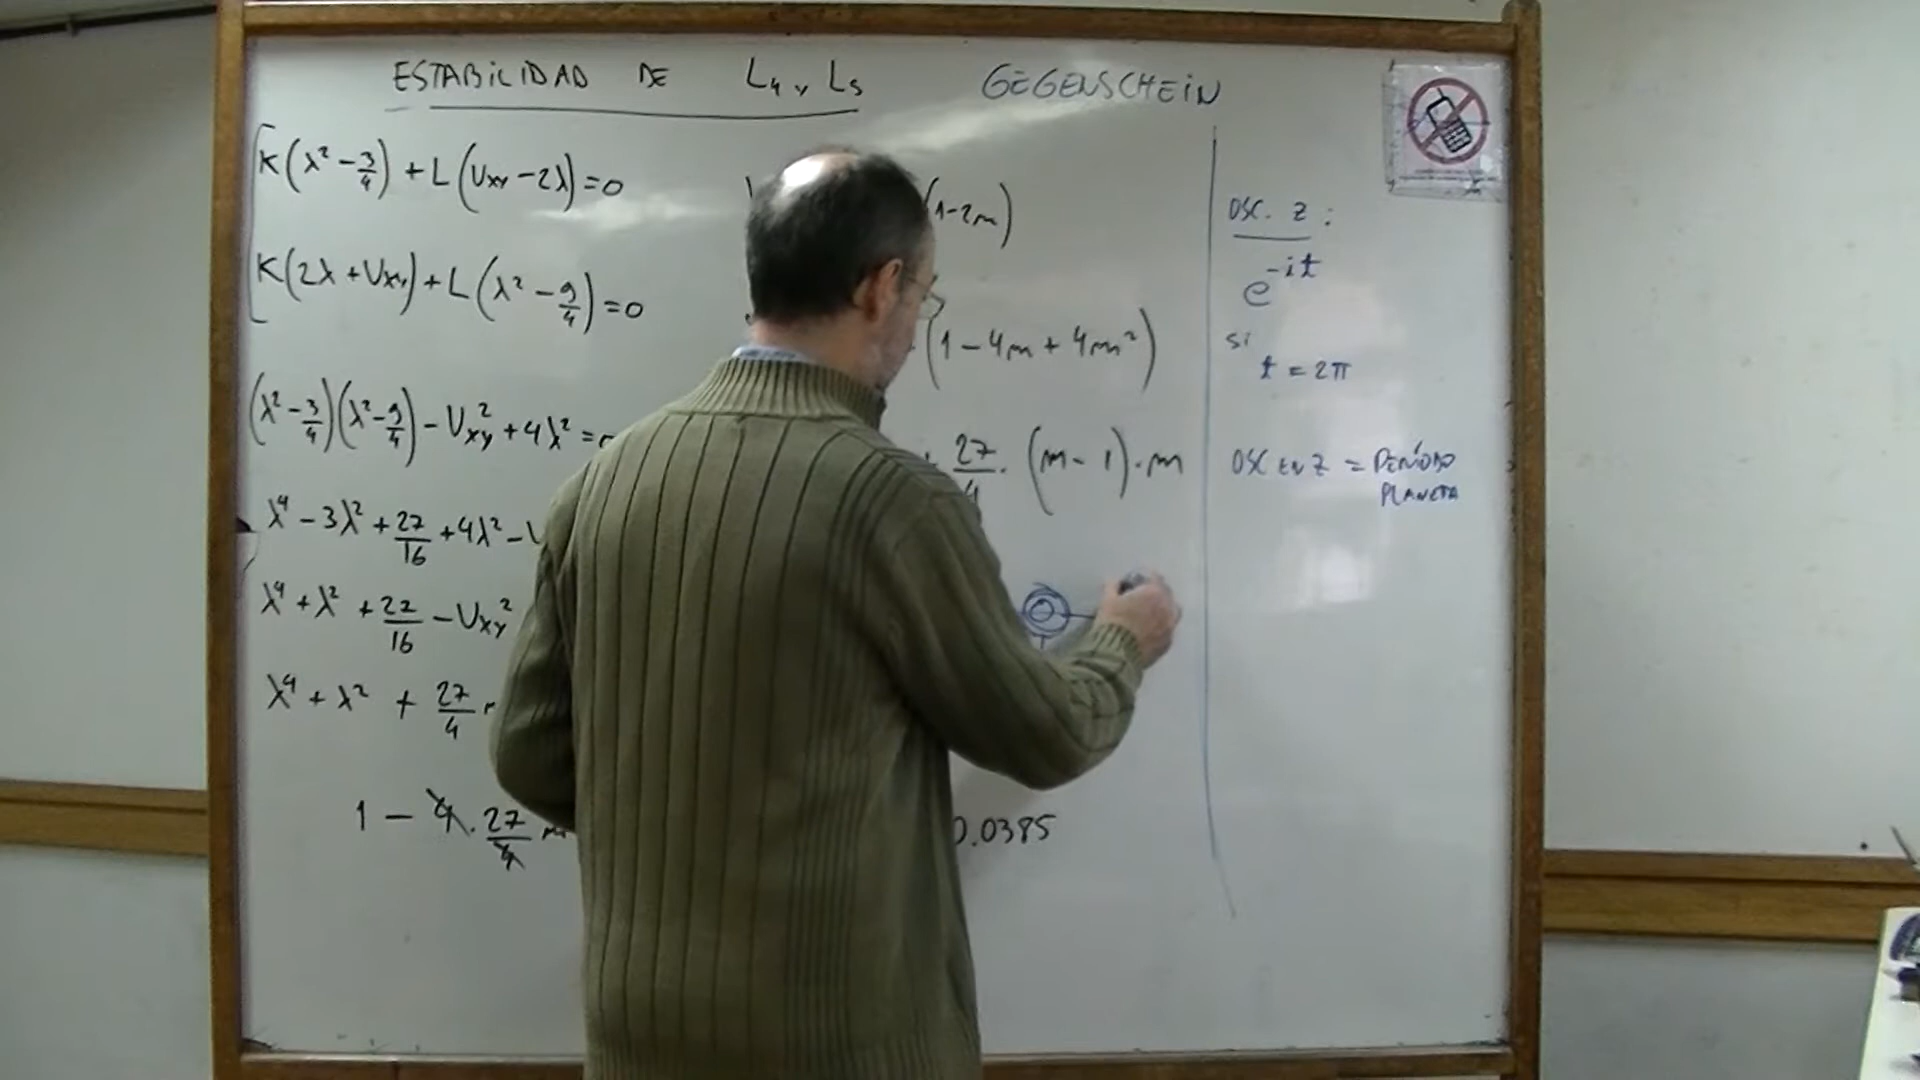 ESTABILIDAD DE L4 y L5
GEGENSCHEIN
K(λ² - 3/4) + L(Uxy - 2λ) = 0
K(2λ + Uxy) + L(λ² - 9/4) = 0
(λ² - 3/4)(λ² - 9/4) - Uxy² + 4λ² =
λ⁴ - 3λ² + 27/16 + 4λ² -
λ⁴ + λ² + 27/16 - Uxy²
λ⁴ + λ² + 27/4
1 - 4 · 27/4 m
(1-2m)
(1 - 4m + 4m²)
27/4 · (m - 1) · m
0.0385
OSC. Z :
e^-it
si
t = 2π
OSC EN Z = PERÍODO
PLANETA